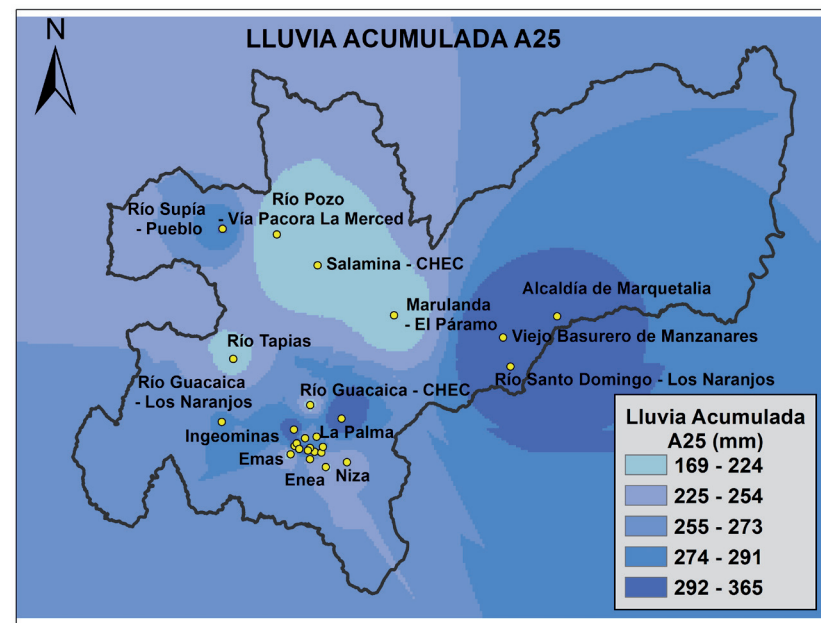 N
LLUVIA ACUMULADA A25
Río Supía
- Pueblo
Río Pozo
- Vía Pacora La Merced
Salamina - CHEC
Marulanda
- El Páramo
Alcaldía de Marquetalia
Viejo Basurero de Manzanares
Río Santo Domingo - Los Naranjos
Río Tapias
Río Guacaica
- Los Naranjos
Río Guacaica - CHEC
Ingeominas
La Palma
Emas
Enea
Niza
Lluvia Acumulada
A25 (mm)
169 - 224
225 - 254
255 - 273
274 - 291
292 - 365